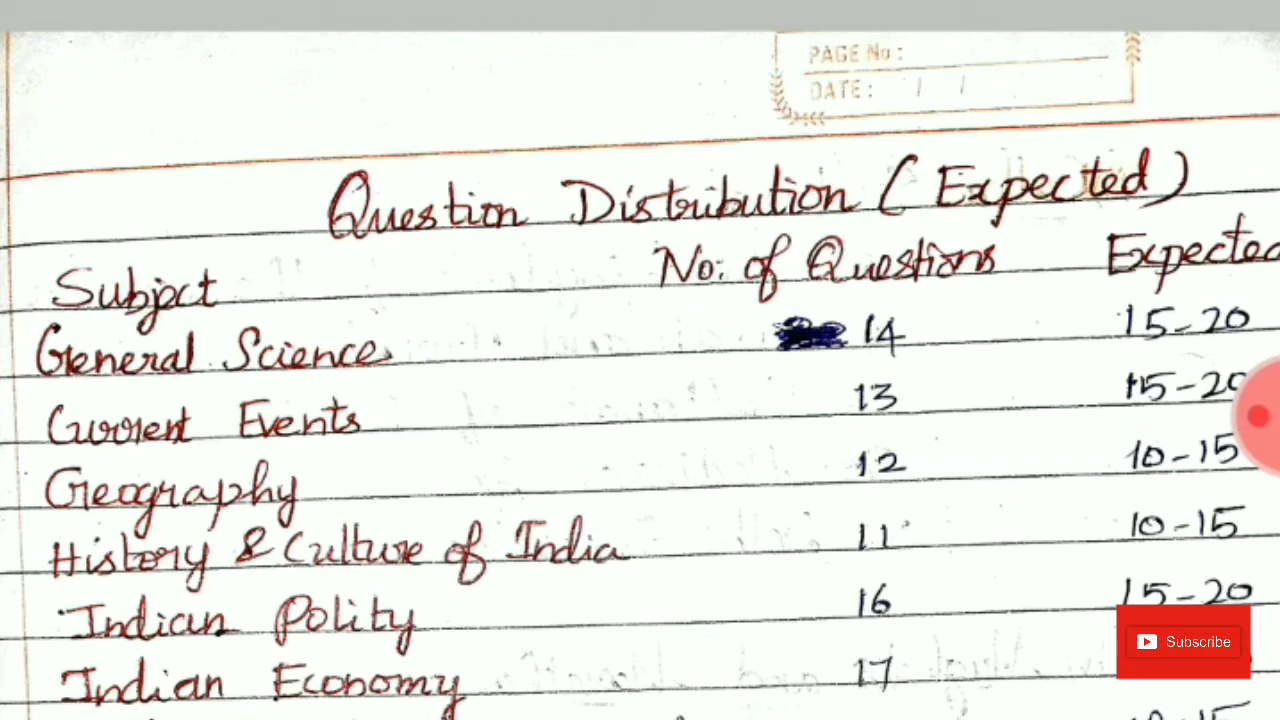 PAGE No:
DATE: / /
Question Distribution (Expected)
Subject No. of Questions Expected
General Science 14 15-20
Current Events 13 15-20
Geography 12 10-15
History & Culture of India 11 10-15
Indian Polity 16 15-20
Subscribe
Indian Economy 17